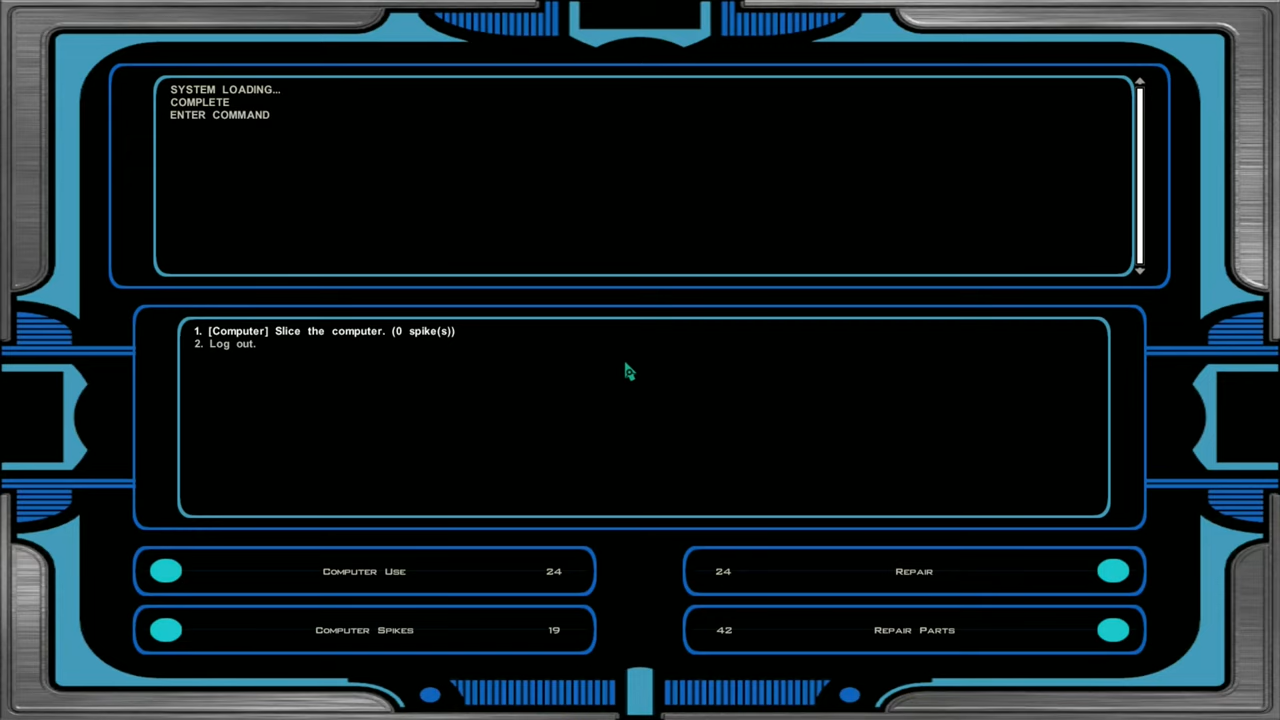 SYSTEM LOADING...
COMPLETE
ENTER COMMAND
1. [Computer] Slice the computer. (0 spike(s))
2. Log out.
Computer Use 24
24 Repair
Computer Spikes 19
42 Repair Parts